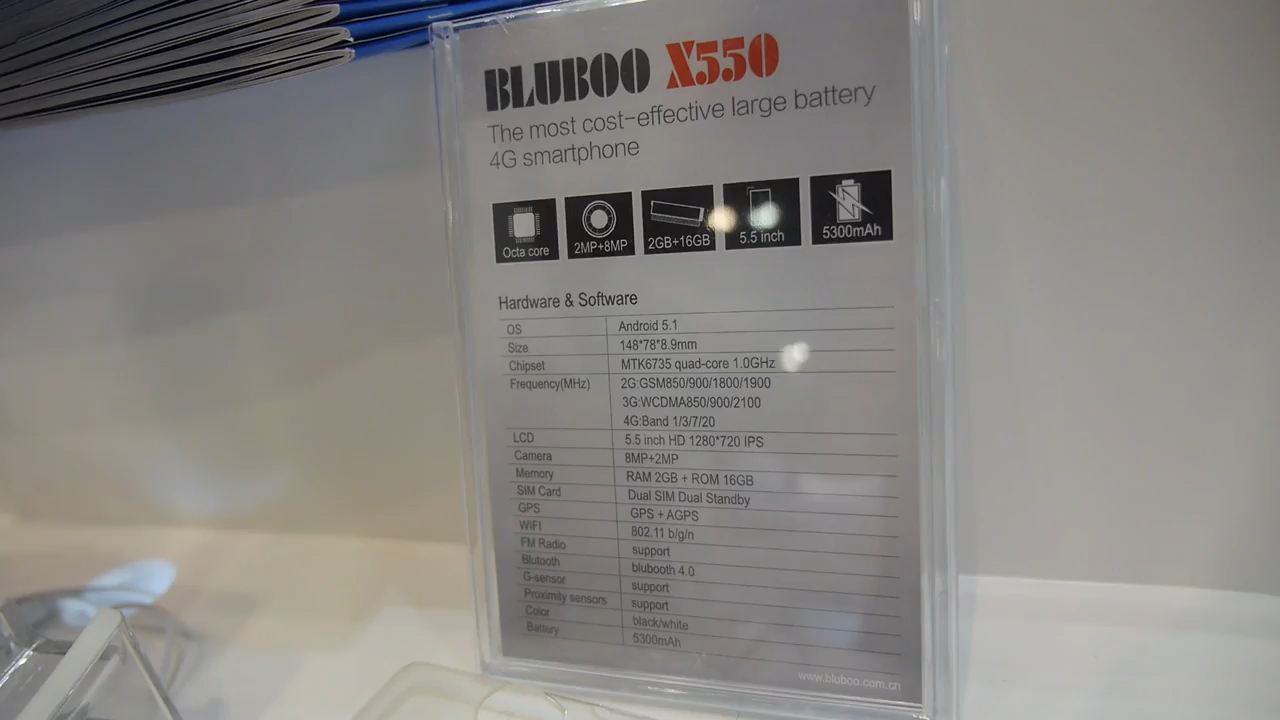 BLUBOO X550
The most cost-effective large battery
4G smartphone
Octa core 2MP+8MP 2GB+16GB 5.5 inch 5300mAh
Hardware & Software
OS Android 5.1
Size 148*78*8.9mm
Chipset MTK6735 quad-core 1.0GHz
Frequency(MHz) 2G:GSM850/900/1800/1900
3G:WCDMA850/900/2100
4G:Band 1/3/7/20
LCD 5.5 inch HD 1280*720 IPS
Camera 8MP+2MP
Memory RAM 2GB + ROM 16GB
SIM Card Dual SIM Dual Standby
GPS GPS + AGPS
WIFI 802.11 b/g/n
FM Radio support
Blutooth blubooth 4.0
G-sensor support
Proximity sensors support
Color black/white
Battery 5300mAh
www.bluboo.com.cn